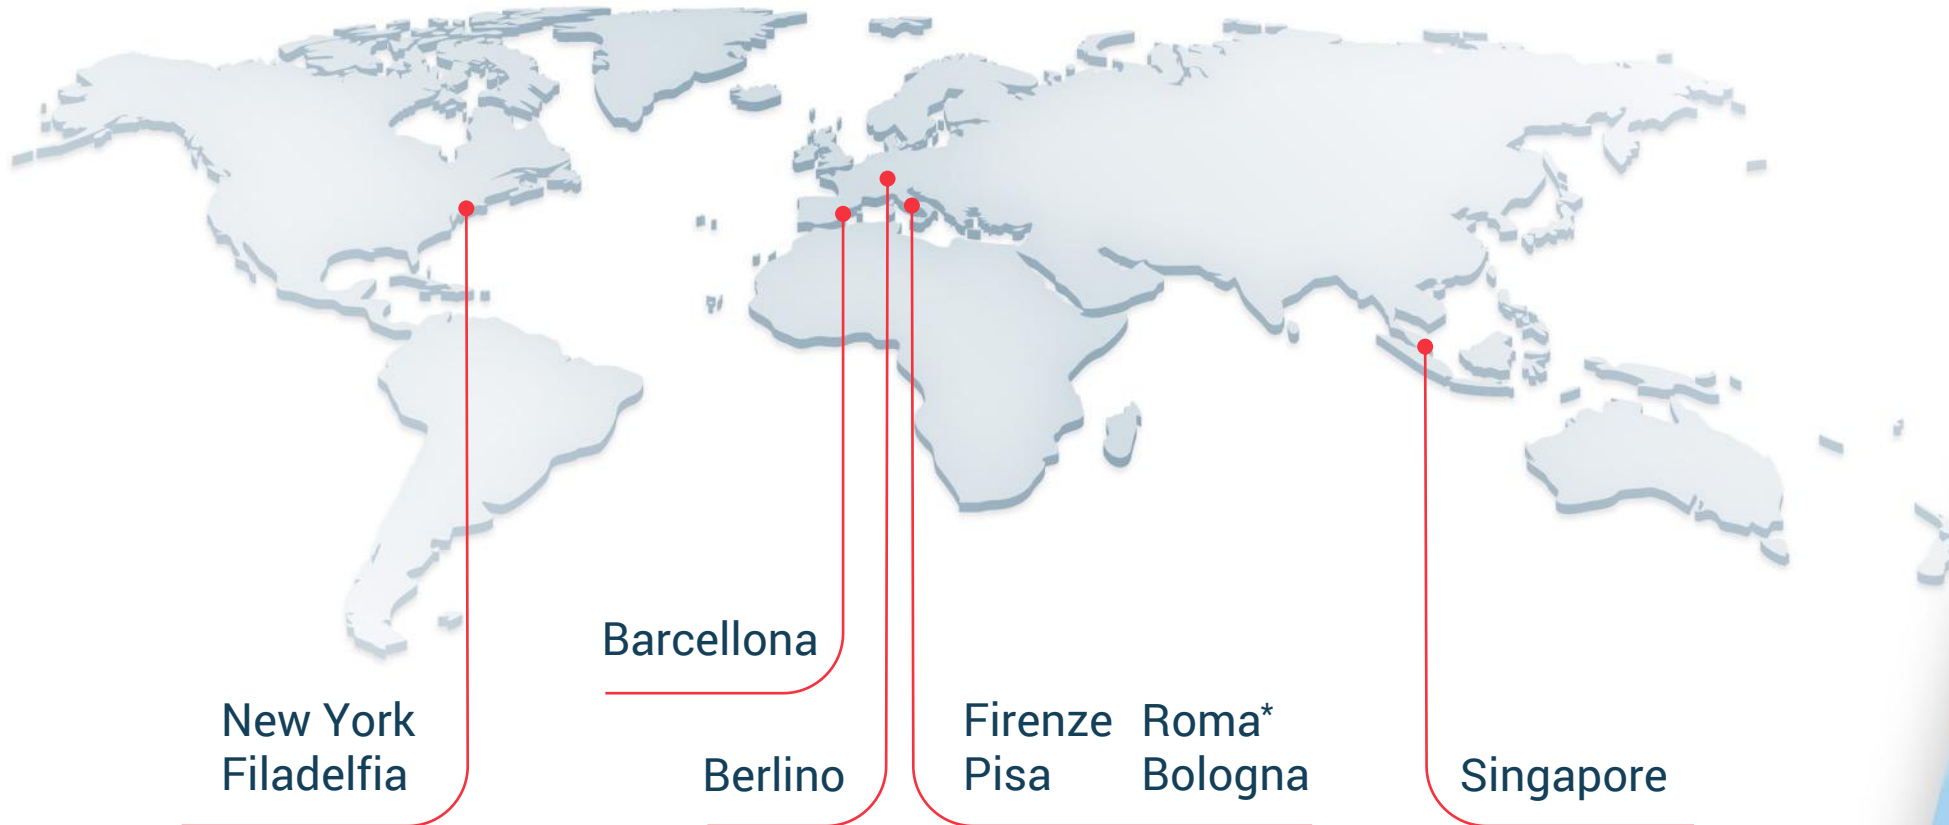 Barcellona
New York
Filadelfia
Berlino
Firenze
Pisa
Roma*
Bologna
Singapore